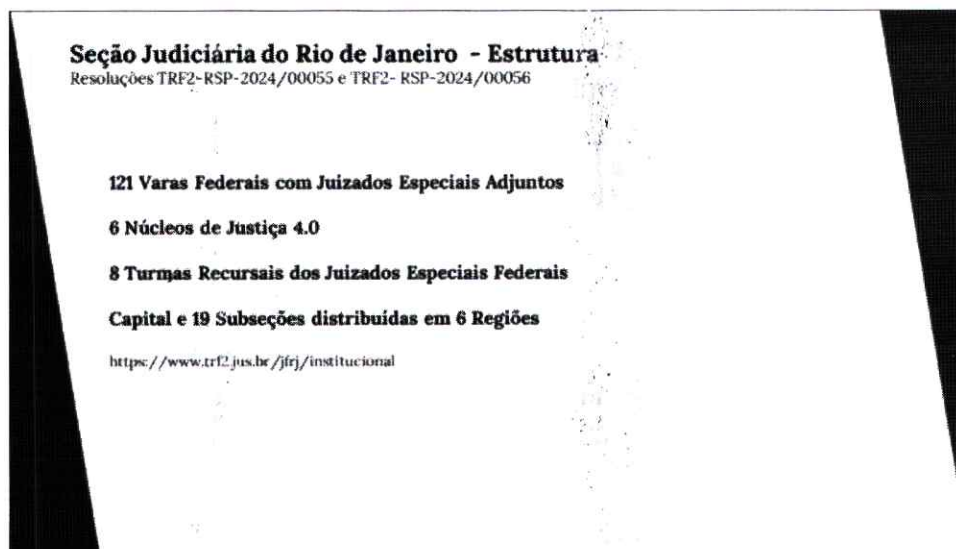 Seção Judiciária do Rio de Janeiro - Estrutura
Resoluções TRF2-RSP-2024/00055 e TRF2- RSP-2024/00056
121 Varas Federais com Juizados Especiais Adjuntos
6 Núcleos de Justiça 4.0
8 Turmas Recursais dos Juizados Especiais Federais
Capital e 19 Subseções distribuídas em 6 Regiões
https://www.trf2.jus.br/jfrj/institucional